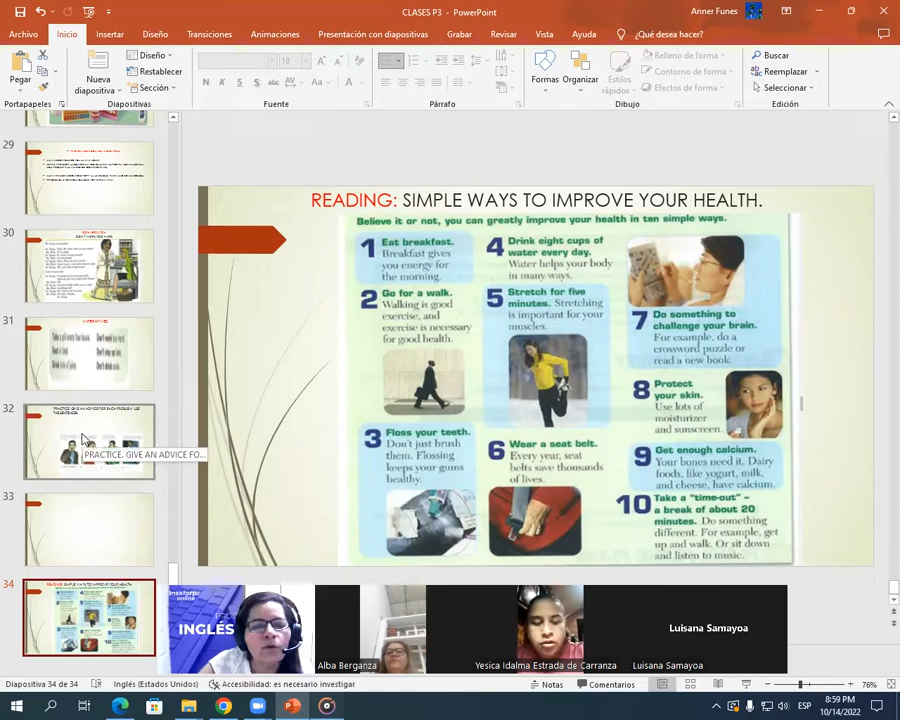 CLASES P3 - PowerPoint
Anner Funes
Archivo Inicio Insertar Diseño Transiciones Animaciones Presentación con diapositivas Grabar Revisar Vista Ayuda ¿Qué desea hacer?
Pegar
Nueva diapositiva
Diseño
Restablecer
Sección
18
N K S
Aa
A
Formas
Organizar
Estilos rápidos
Relleno de forma
Contorno de forma
Efectos de forma
Buscar
Reemplazar
Seleccionar
Portapapeles Diapositivas Fuente Párrafo Dibujo Edición
29
30
31
32
PRACTICE. GIVE AN ADVICE FO...
33
34
READING: SIMPLE WAYS TO IMPROVE YOUR HEALTH.
Believe it or not, you can greatly improve your health in ten simple ways.
1 Eat breakfast.
Breakfast gives
you energy for
the morning.
2 Go for a walk.
Walking is good
exercise, and
exercise is necessary
for good health.
3 Floss your teeth.
Don't just brush
them. Flossing
keeps your gums
healthy.
4 Drink eight cups of
water every day.
Water helps your body
in many ways.
5 Stretch for five
minutes. Stretching
is important for your
muscles.
6 Wear a seat belt.
Every year, seat
belts save thousands
of lives.
7 Do something to
challenge your brain.
For example, do a
crossword puzzle or
read a new book.
8 Protect
your skin.
Use lots of
moisturizer
and sunscreen.
9 Get enough calcium.
Your bones need it. Dairy
foods, like yogurt, milk,
and cheese, have calcium.
10 Take a "time-out" –
a break of about 20
minutes. Do something
different. For example, get
up and walk. Or sit down
and listen to music.
Insaforp
online
INGLÉS
Alba Berganza
Yesica Idalma Estrada de Carranza
Luisana Samayoa
Luisana Samayoa
Diapositiva 34 de 34 Inglés (Estados Unidos) Accesibilidad: es necesario investigar Notas Comentarios 76%
ESP
8:59 PM
10/14/2022